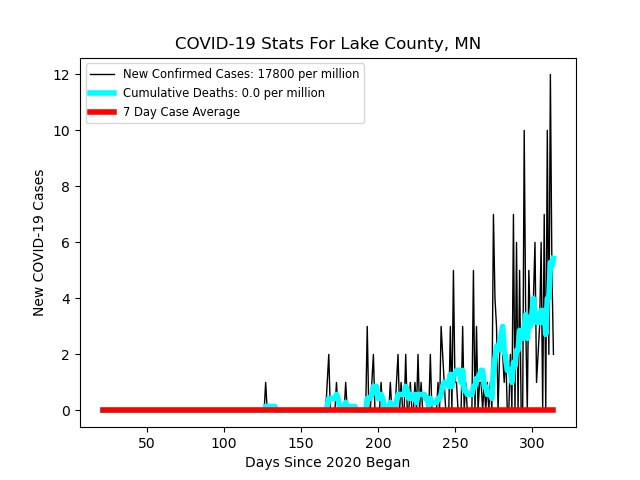 COVID-19 Stats For Lake County, MN
New Confirmed Cases: 17800 per million
Cumulative Deaths: 0.0 per million
7 Day Case Average
New COVID-19 Cases
12
10
8
6
4
2
0
50 100 150 200 250 300
Days Since 2020 Began